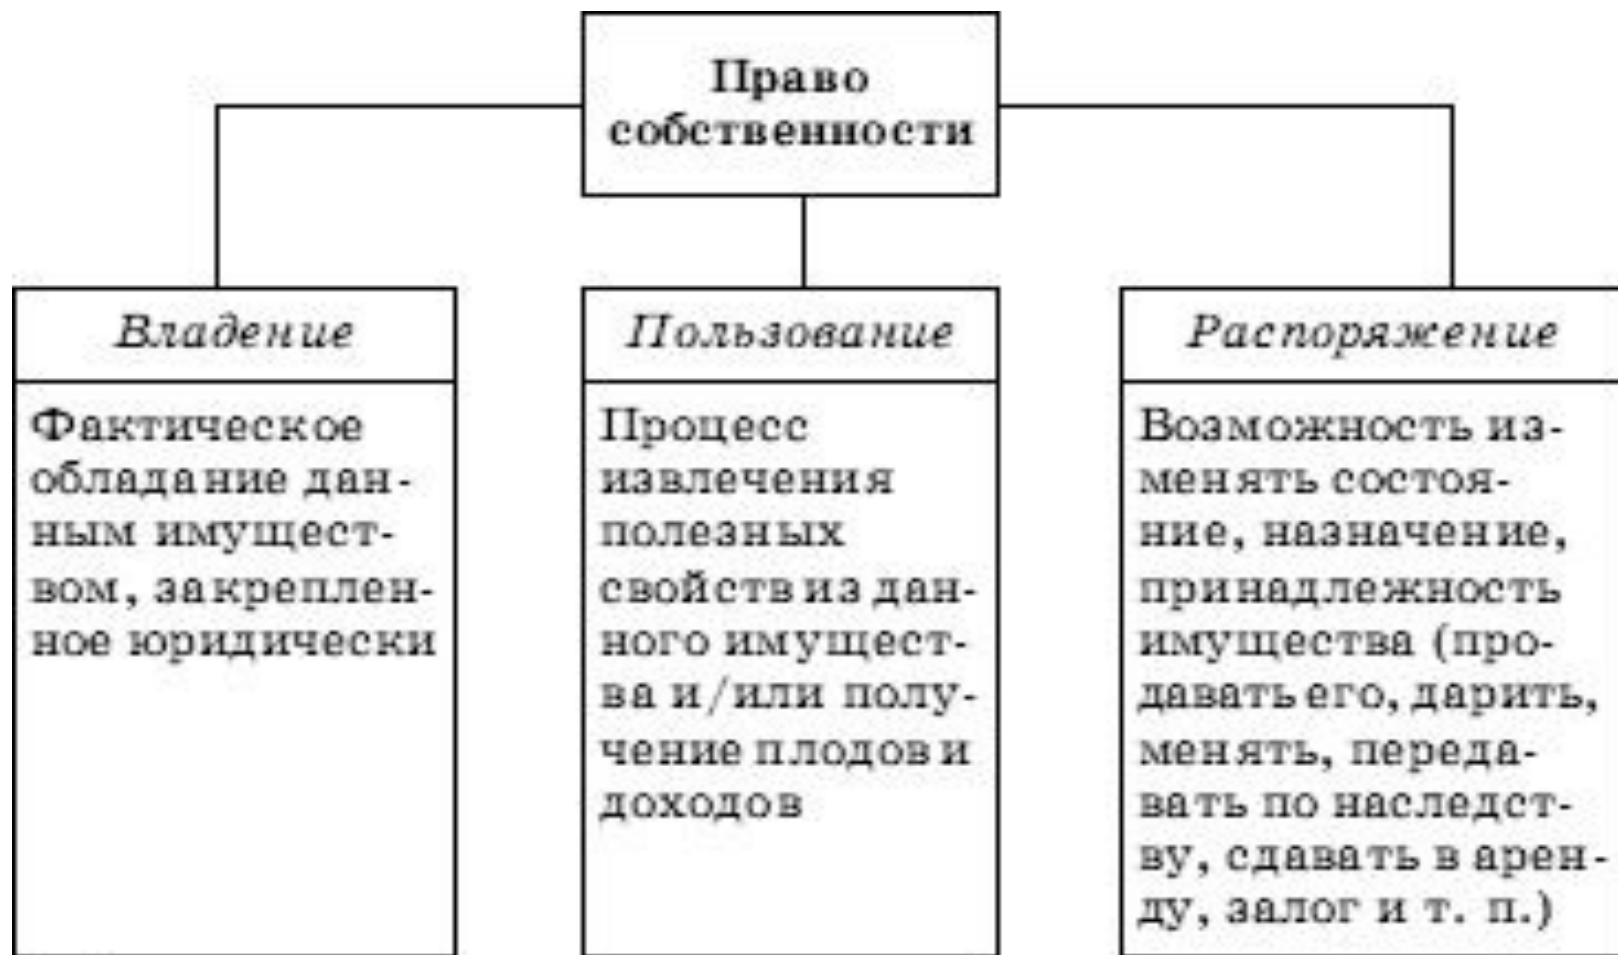 Право
собственности
Владение
Фактическое
обладание дан-
ным имущест-
вом, закреплен-
ное юридически
Пользование
Процесс
извлечения
полезных
свойств из дан-
ного имущест-
ва и/или полу-
чение плодов и
доходов
Распоряжение
Возможность из-
менять состоя-
ние, назначение,
принадлежность
имущества (про-
давать его, дарить,
менять, переда-
вать по наследст-
ву, сдавать в арен-
ду, залог и т. п.)